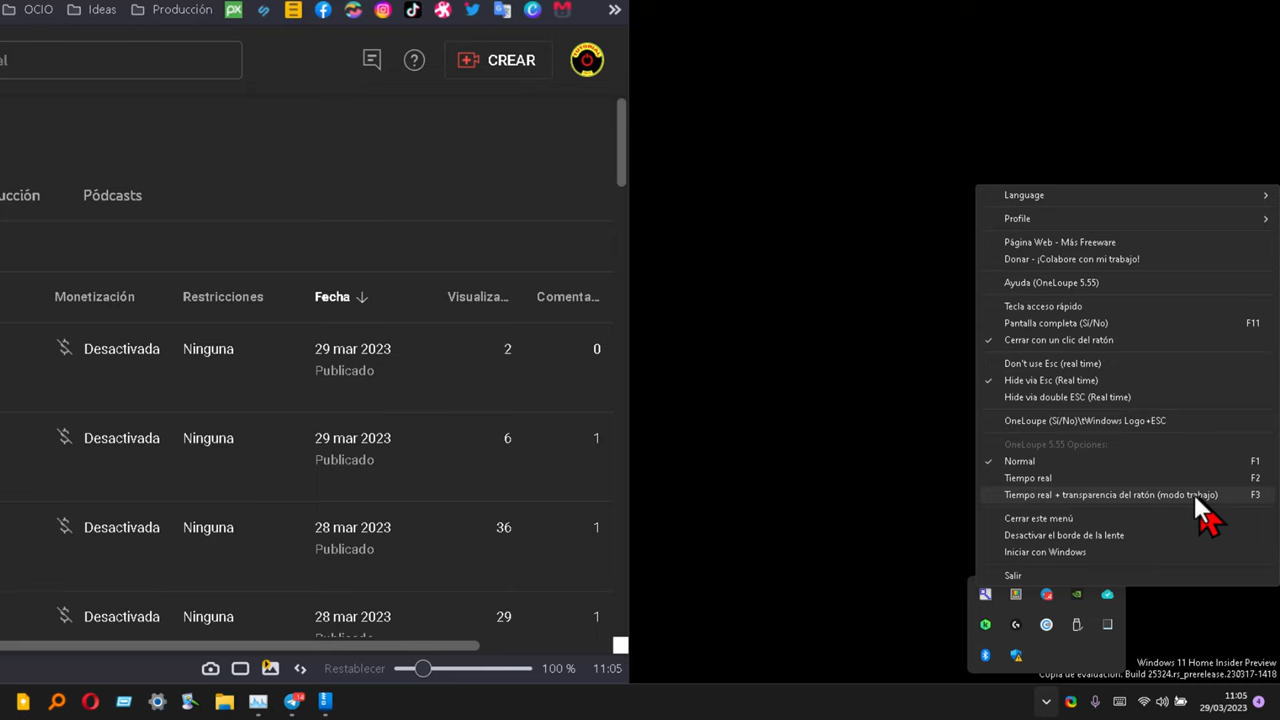 OCIO Ideas Producción
al
CREAR
ucción Pódcasts
Monetización Restricciones Fecha Visualiza... Comenta...
Desactivada Ninguna 29 mar 2023 2 0
Publicado
Desactivada Ninguna 29 mar 2023 6 1
Publicado
Desactivada Ninguna 28 mar 2023 36 1
Publicado
Desactivada Ninguna 28 mar 2023 29 1
Publicado
Restablecer 100 % 11:05
Language
Profile
Página Web - Más Freeware
Donar - ¡Colabore con mi trabajo!
Ayuda (OneLoupe 5.55)
Tecla acceso rápido
Pantalla completa (Sí/No) F11
Cerrar con un clic del ratón
Don't use Esc (real time)
Hide via Esc (Real time)
Hide via double ESC (Real time)
OneLoupe (Sí/No)\tWindows Logo+ESC
OneLoupe 5.55 Opciones:
Normal F1
Tiempo real F2
Tiempo real + transparencia del ratón (modo trabajo) F3
Cerrar este menú
Desactivar el borde de la lente
Iniciar con Windows
Salir
Windows 11 Home Insider Preview
Copia de evaluación. Build 25324.rs_prerelease.230317-1418
11:05
29/03/2023
4